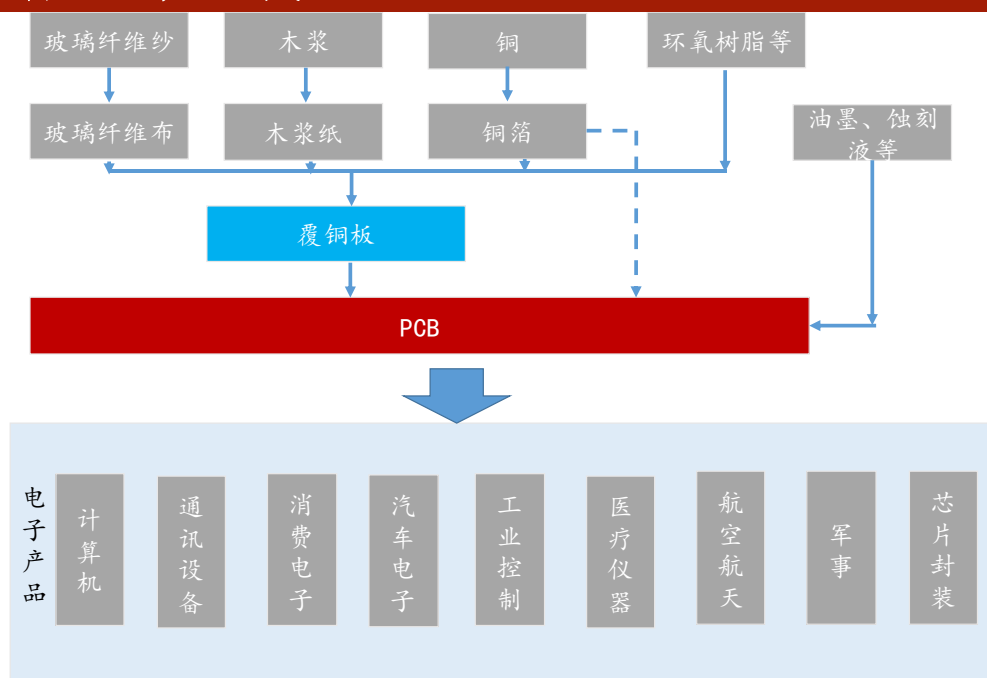 玻璃纤维纱
木浆
铜
环氧树脂等
玻璃纤维布
木浆纸
铜箔
油墨、蚀刻
液等
覆铜板
PCB
电子产品
计算机
通讯设备
消费电子
汽车电子
工业控制
医疗仪器
航空航天
军事
芯片封装